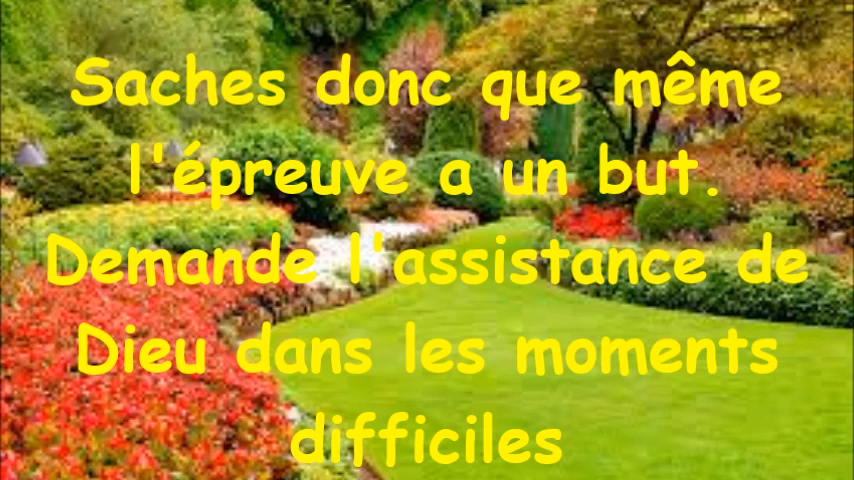 Saches donc que même
l'épreuve a un but.
Demande l'assistance de
Dieu dans les moments
difficiles